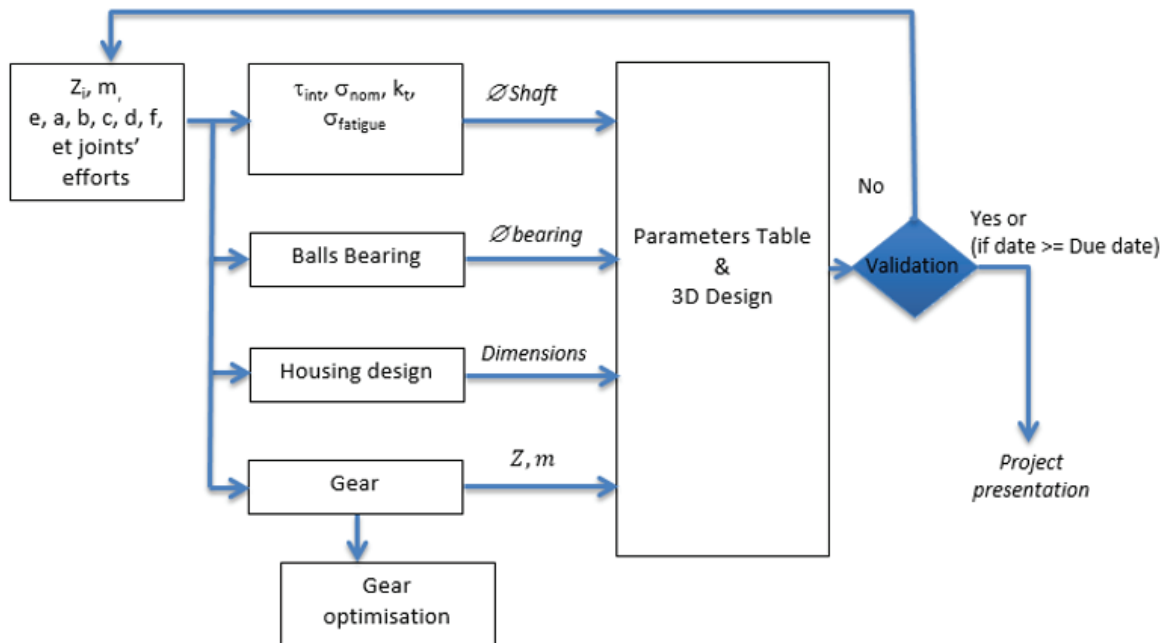 Zi, m,
e, a, b, c, d, f,
et joints’
efforts
τint, σnom, kt,
σfatigue
∅Shaft
Balls Bearing
∅bearing
Housing design
Dimensions
Gear
Z, m
Gear
optimisation
Parameters Table
&
3D Design
No
Validation
Yes or
(if date >= Due date)
Project
presentation